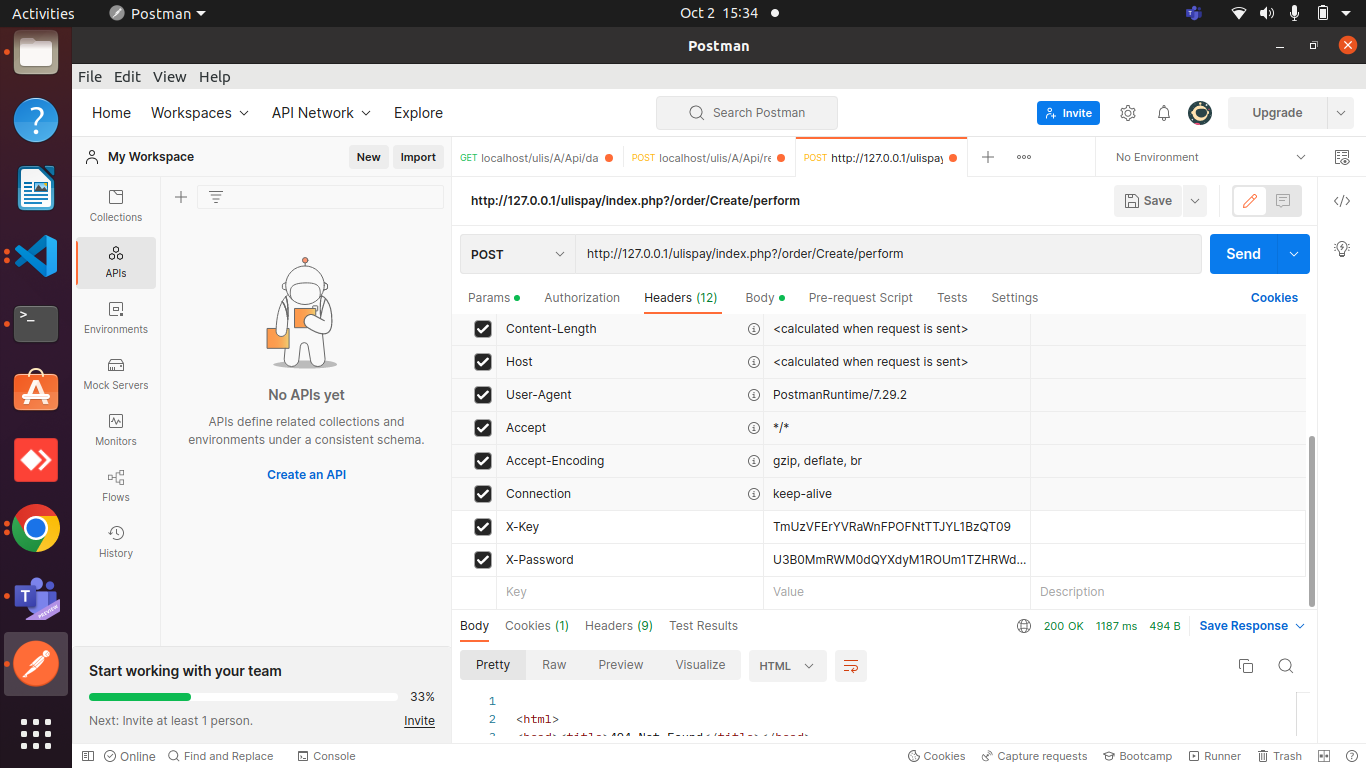 Activities
Postman
Oct 2 15:34
Postman
File Edit View Help
Home
Workspaces
API Network
Explore
Search Postman
Invite
Upgrade
My Workspace
New
Import
GET localhost/ulis/A/Api/da
POST localhost/ulis/A/Api/re
POST http://127.0.0.1/ulispay
No Environment
Collections
APIs
Environments
Mock Servers
Monitors
Flows
History
No APIs yet
APIs define related collections and
environments under a consistent schema.
Create an API
Start working with your team
33%
Next: Invite at least 1 person.
Invite
http://127.0.0.1/ulispay/index.php?/order/Create/perform
Save
POST
http://127.0.0.1/ulispay/index.php?/order/Create/perform
Send
Params
Authorization
Headers (12)
Body
Pre-request Script
Tests
Settings
Cookies
Content-Length <calculated when request is sent>
Host <calculated when request is sent>
User-Agent PostmanRuntime/7.29.2
Accept */*
Accept-Encoding gzip, deflate, br
Connection keep-alive
X-Key TmUzVFErYVRaWnFPOFNtTTJYL1BzQT09
X-Password U3B0MmRWM0dQYXdyM1ROUm1TZHRWd...
Key Value Description
Body
Cookies (1)
Headers (9)
Test Results
200 OK
1187 ms
494 B
Save Response
Pretty
Raw
Preview
Visualize
HTML
1
2 <html>
3 <head><title>404 Not Found</title></head>
Online
Find and Replace
Console
Cookies
Capture requests
Bootcamp
Runner
Trash